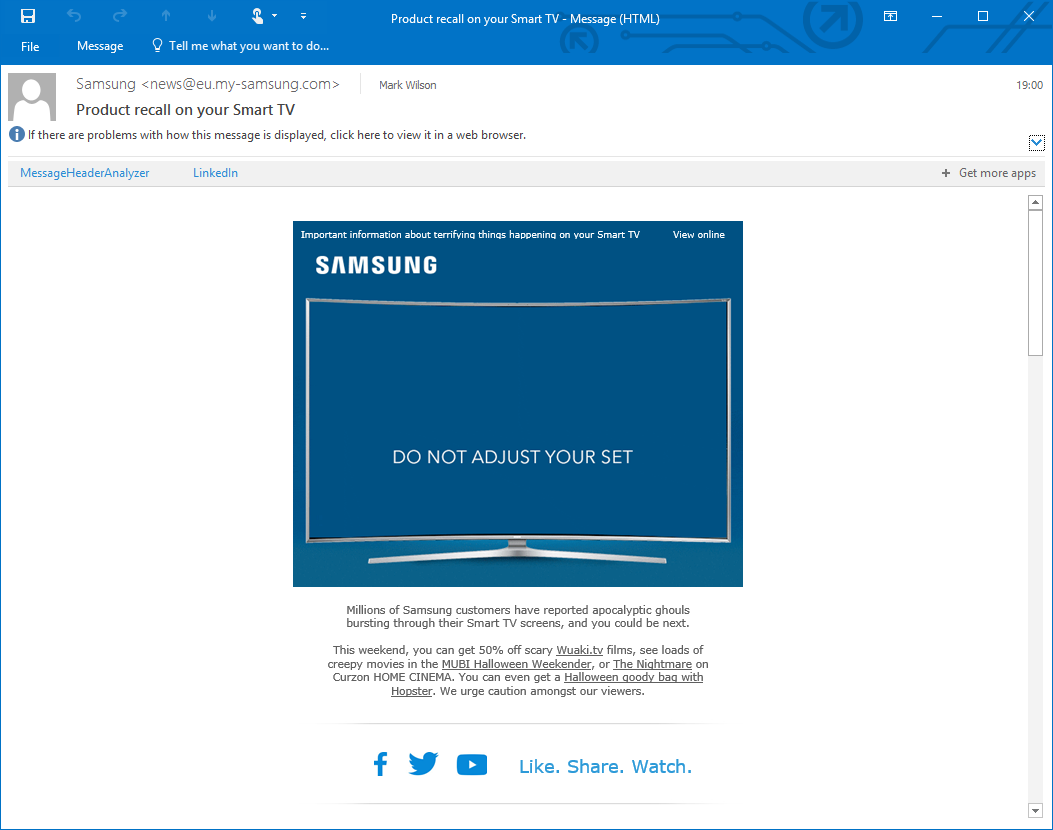 Product recall on your Smart TV - Message (HTML)
File Message Tell me what you want to do...
Samsung <news@eu.my-samsung.com> Mark Wilson 19:00
Product recall on your Smart TV
If there are problems with how this message is displayed, click here to view it in a web browser.
MessageHeaderAnalyzer LinkedIn + Get more apps
Important information about terrifying things happening on your Smart TV View online
SAMSUNG
DO NOT ADJUST YOUR SET
Millions of Samsung customers have reported apocalyptic ghouls
bursting through their Smart TV screens, and you could be next.
This weekend, you can get 50% off scary Wuaki.tv films, see loads of
creepy movies in the MUBI Halloween Weekender, or The Nightmare on
Curzon HOME CINEMA. You can even get a Halloween goody bag with
Hopster. We urge caution amongst our viewers.
Like. Share. Watch.